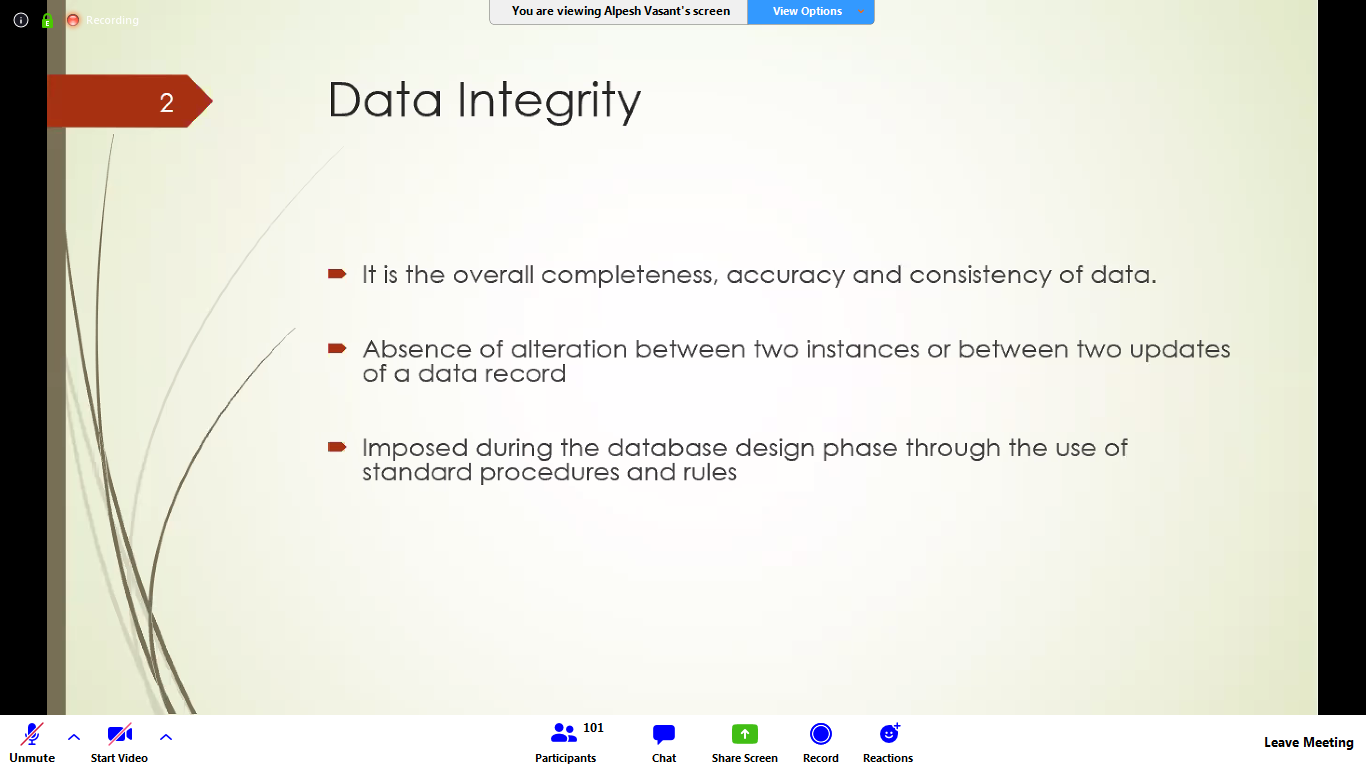 You are viewing Alpesh Vasant's screen
View Options
Recording
2
Data Integrity
It is the overall completeness, accuracy and consistency of data.
Absence of alteration between two instances or between two updates
of a data record
Imposed during the database design phase through the use of
standard procedures and rules
101
Unmute
Start Video
Participants
Chat
Share Screen
Record
Reactions
Leave Meeting